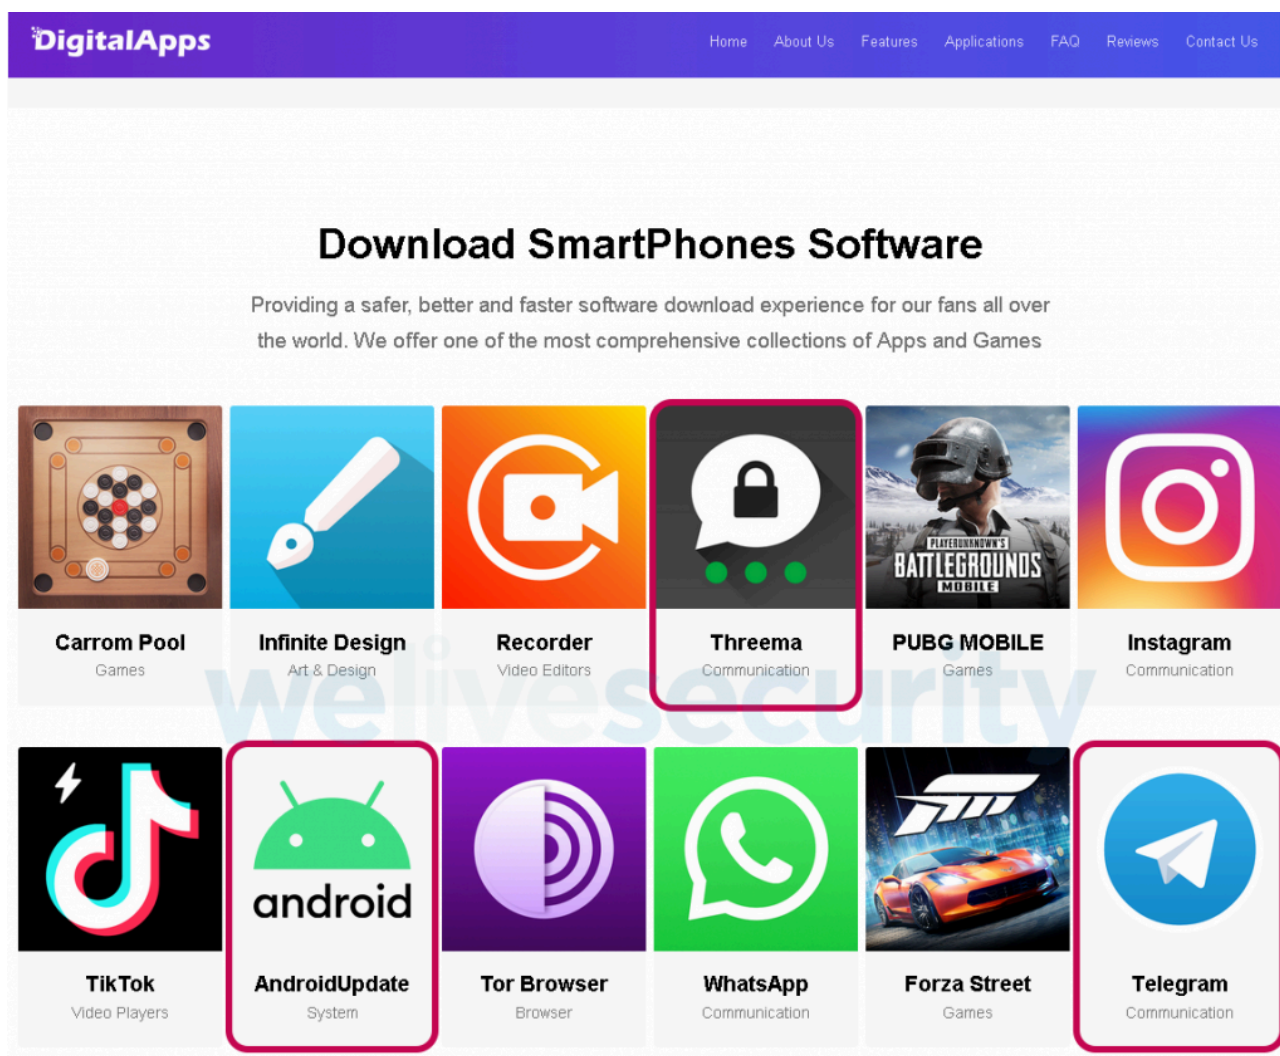 DigitalApps
Home About Us Features Applications FAQ Reviews Contact Us
Download SmartPhones Software
Providing a safer, better and faster software download experience for our fans all over
the world. We offer one of the most comprehensive collections of Apps and Games
PLAYERUNKNOWN'S
BATTLEGROUNDS
MOBILE
Carrom Pool Infinite Design Recorder Threema PUBG MOBILE Instagram
Games Art & Design Video Editors Communication Games Communication
welivesecurity
android
TikTok AndroidUpdate Tor Browser WhatsApp Forza Street Telegram
Video Players System Browser Communication Games Communication